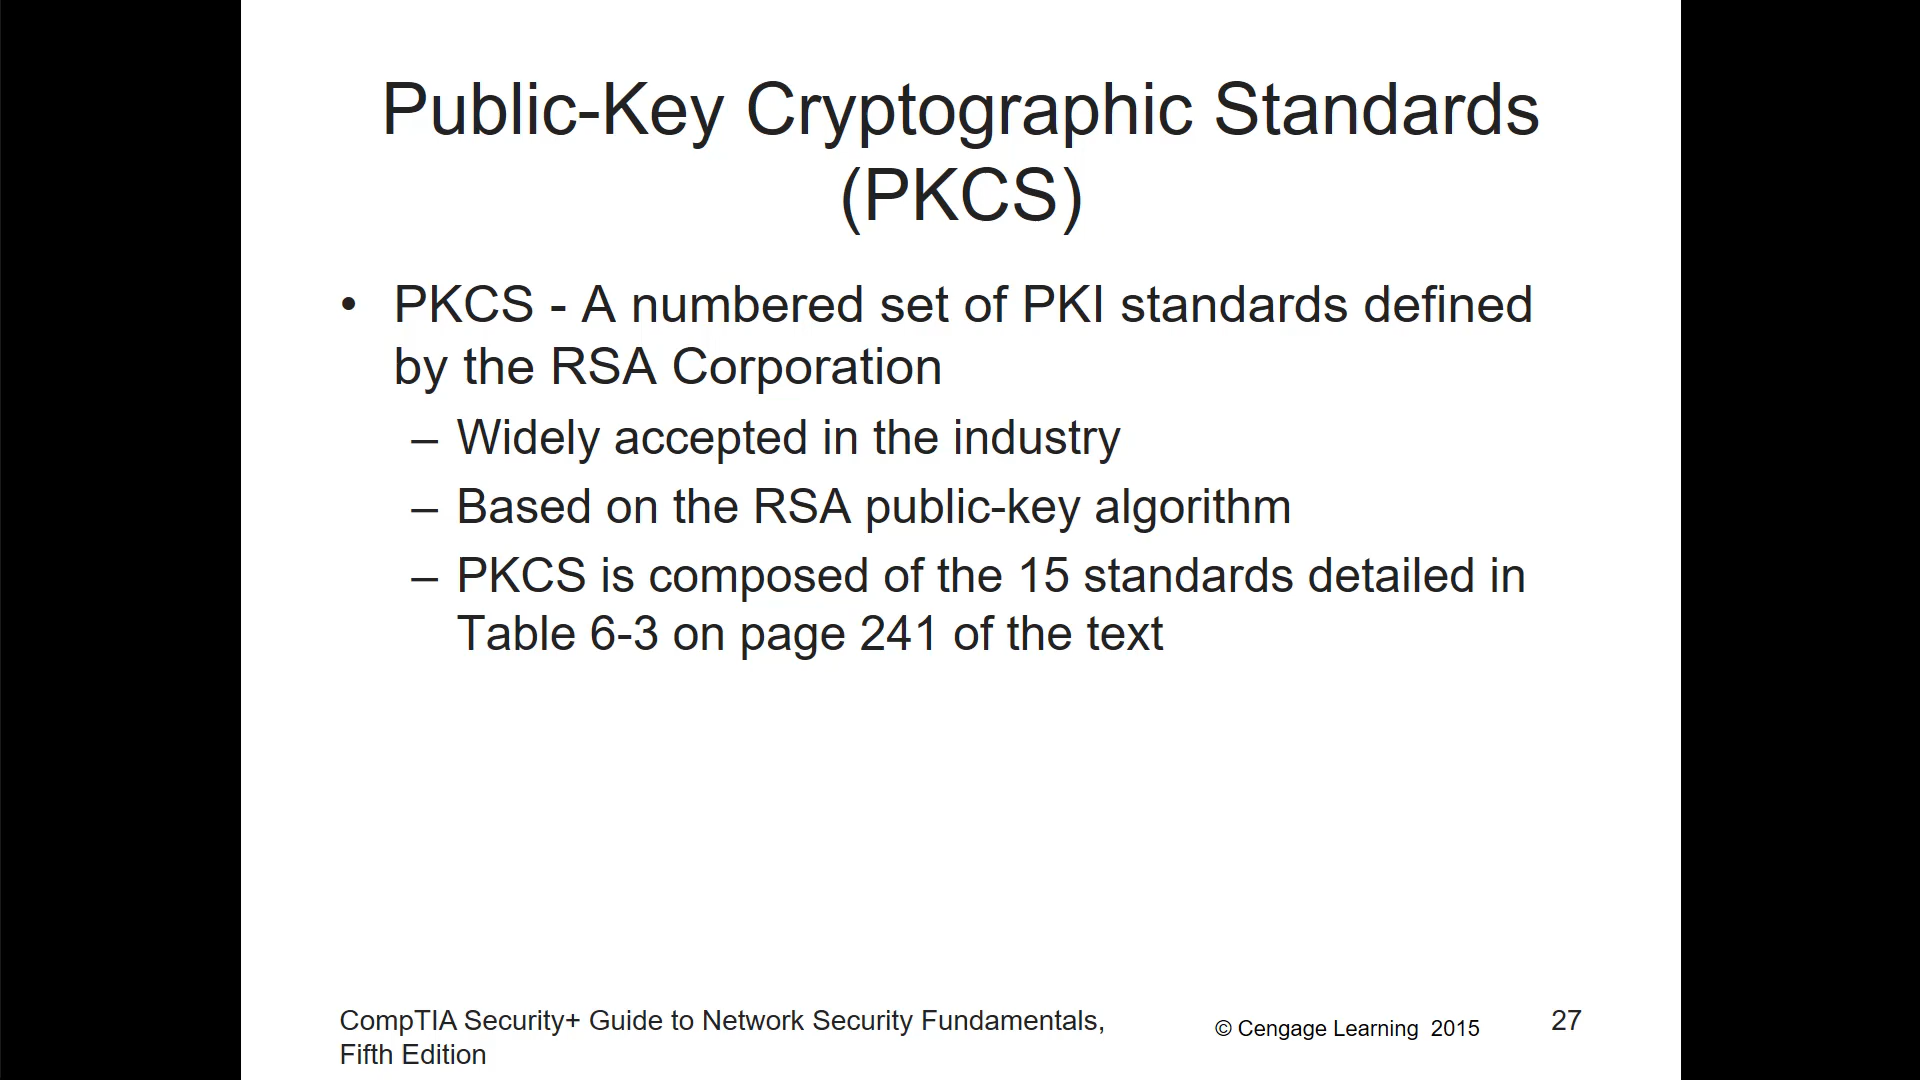 Public-Key Cryptographic Standards
(PKCS)
• PKCS - A numbered set of PKI standards defined
by the RSA Corporation
– Widely accepted in the industry
– Based on the RSA public-key algorithm
– PKCS is composed of the 15 standards detailed in
Table 6-3 on page 241 of the text
CompTIA Security+ Guide to Network Security Fundamentals,
Fifth Edition
© Cengage Learning 2015
27